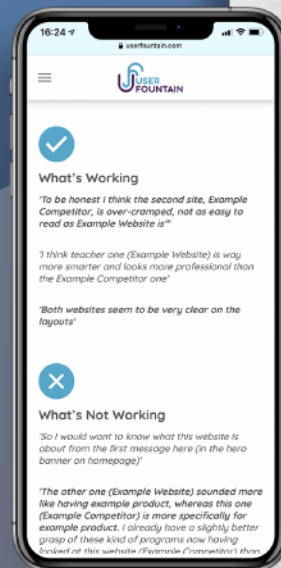 16:24
userfountain.com
USER
FOUNTAIN
What's Working
'To be honest I think the second site, Example
Competitor, is over-cramped, not as easy to
read as Example Website is'"
'I think teacher one (Example Website) is way
more smarter and looks more professional than
the Example Competitor one'
'Both websites seem to be very clear on the
layouts'
What's Not Working
'So I would want to know what this website is
about from the first message here (in the hero
banner on homepage)'
'The other one (Example Website) sounded more
like having example product, whereas this one
(Example Competitor) is more specifically for
example product. I already have a slightly better
grasp of these kind of programs now having
looked at this website (Example Competitor) than